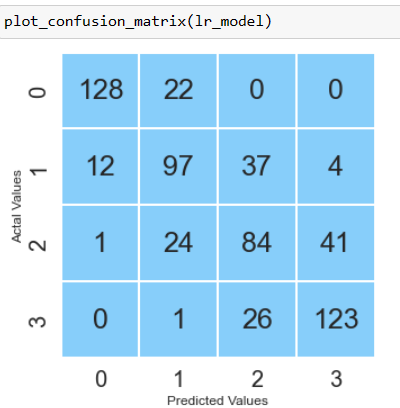 plot_confusion_matrix(lr_model)
0 128 22 0 0
1 12 97 37 4
2 1 24 84 41
3 0 1 26 123
Actal Values
0 1 2 3
Predicted Values